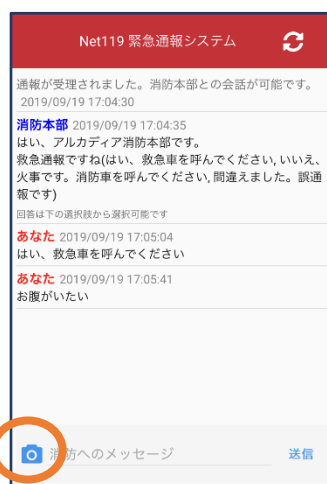 Net119 緊急通報システム
通報が受理されました。消防本部との会話が可能です。
2019/09/19 17:04:30
消防本部 2019/09/19 17:04:35
はい、アルカディア消防本部です。
救急通報ですね(はい、救急車を呼んでください, いいえ、
火事です。消防車を呼んでください, 間違えました。誤通
報です)
回答は下の選択肢から選択可能です
あなた 2019/09/19 17:05:04
はい、救急車を呼んでください
あなた 2019/09/19 17:05:41
お腹がいたい
消防へのメッセージ 送信